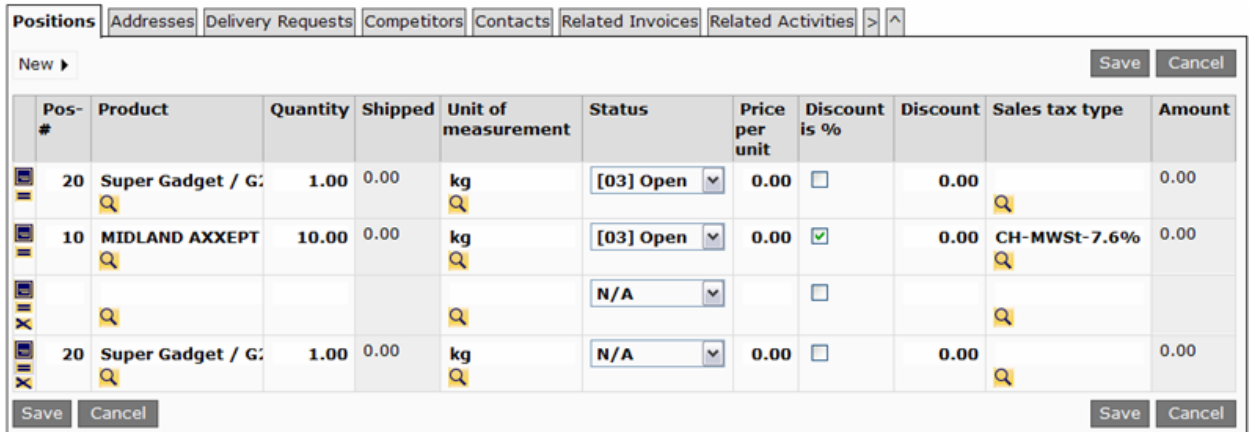 Positions Addresses Delivery Requests Competitors Contacts Related Invoices Related Activities > ^
New Save Cancel
Pos-# Product Quantity Shipped Unit of measurement Status Price per unit Discount is % Discount Sales tax type Amount
20 Super Gadget / G2 1.00 0.00 kg [03] Open 0.00 0.00 0.00
10 MIDLAND AXXEPT 10.00 0.00 kg [03] Open 0.00 0.00 CH-MWSt-7.6% 0.00
N/A
20 Super Gadget / G2 1.00 0.00 kg N/A 0.00 0.00 0.00
Save Cancel Save Cancel